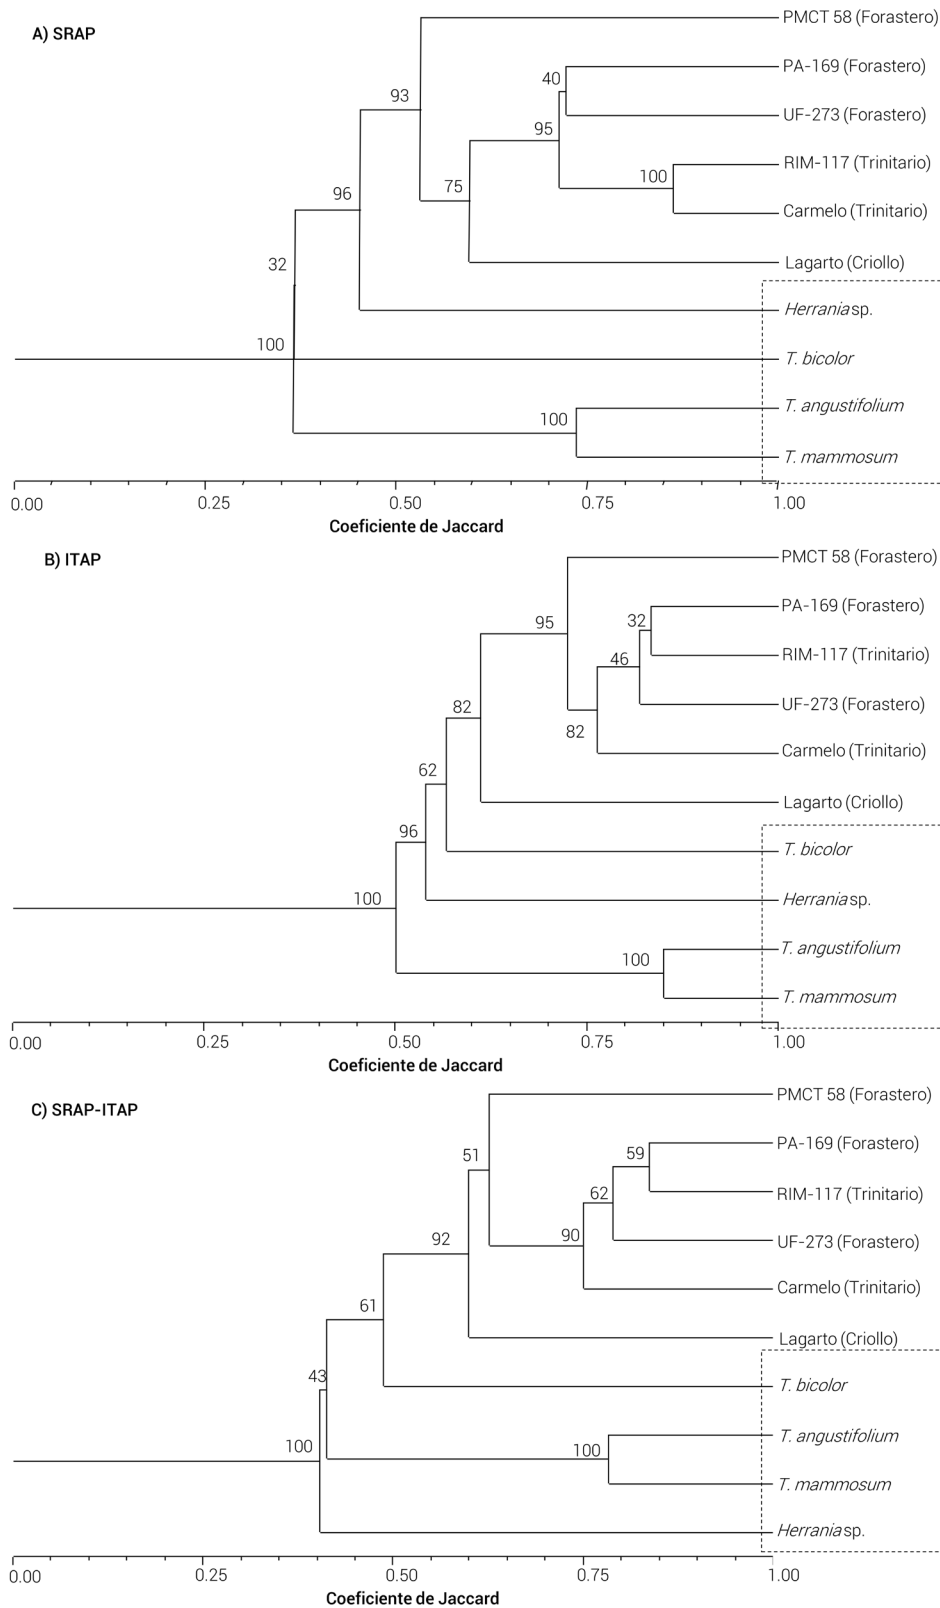 A) SRAP
PMCT 58 (Forastero)
PA-169 (Forastero)
40
93
UF-273 (Forastero)
95
RIM-117 (Trinitario)
100
75
96
Carmelo (Trinitario)
Lagarto (Criollo)
32
Herrania sp.
100
T. bicolor
T. angustifolium
100
T. mammosum
0.00 0.25 0.50 0.75 1.00
Coeficiente de Jaccard
B) ITAP
PMCT 58 (Forastero)
PA-169 (Forastero)
95 32
RIM-117 (Trinitario)
46
UF-273 (Forastero)
82
82
Carmelo (Trinitario)
62
Lagarto (Criollo)
96
T. bicolor
100
Herrania sp.
T. angustifolium
100
T. mammosum
0.00 0.25 0.50 0.75 1.00
Coeficiente de Jaccard
C) SRAP-ITAP
PMCT 58 (Forastero)
PA-169 (Forastero)
51 59
RIM-117 (Trinitario)
62
92 90
UF-273 (Forastero)
Carmelo (Trinitario)
61
Lagarto (Criollo)
43
T. bicolor
100
T. angustifolium
100
T. mammosum
Herrania sp.
0.00 0.25 0.50 0.75 1.00
Coeficiente de Jaccard